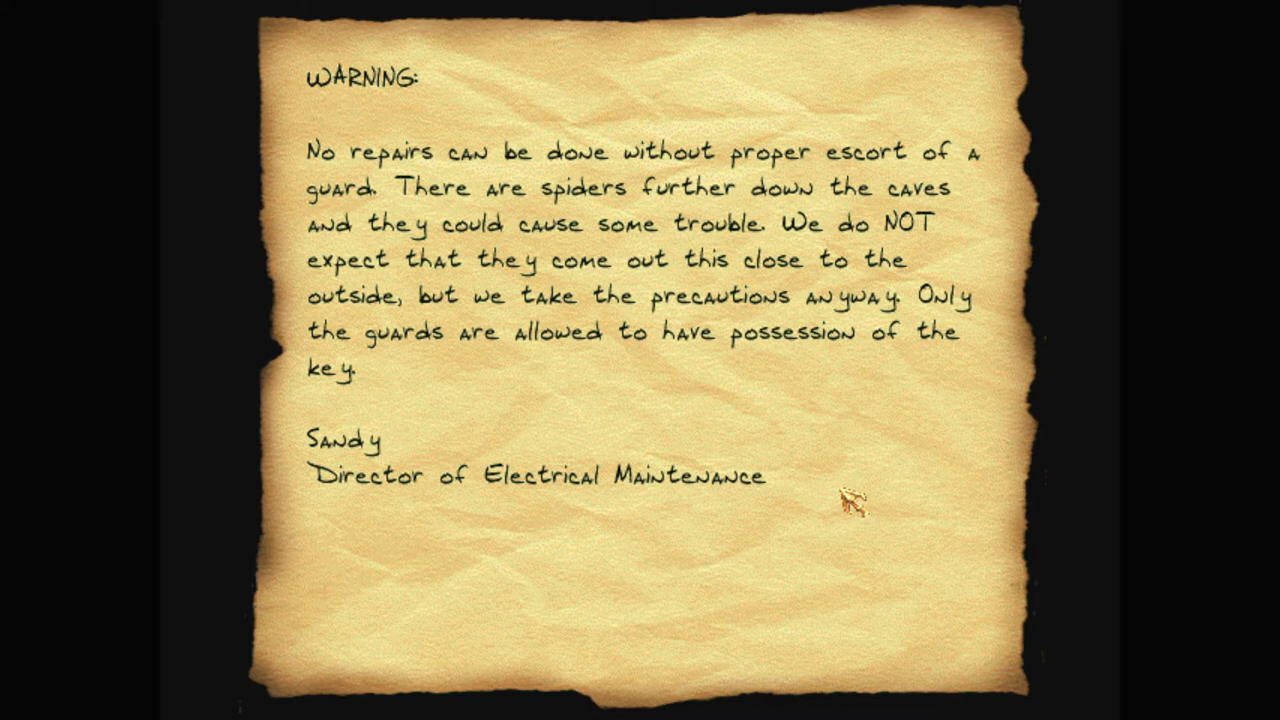 WARNING:
No repairs can be done without proper escort of a
guard. There are spiders further down the caves
and they could cause some trouble. We do NOT
expect that they come out this close to the
outside, but we take the precautions anyway. Only
the guards are allowed to have possession of the
key.
Sandy
Director of Electrical Maintenance